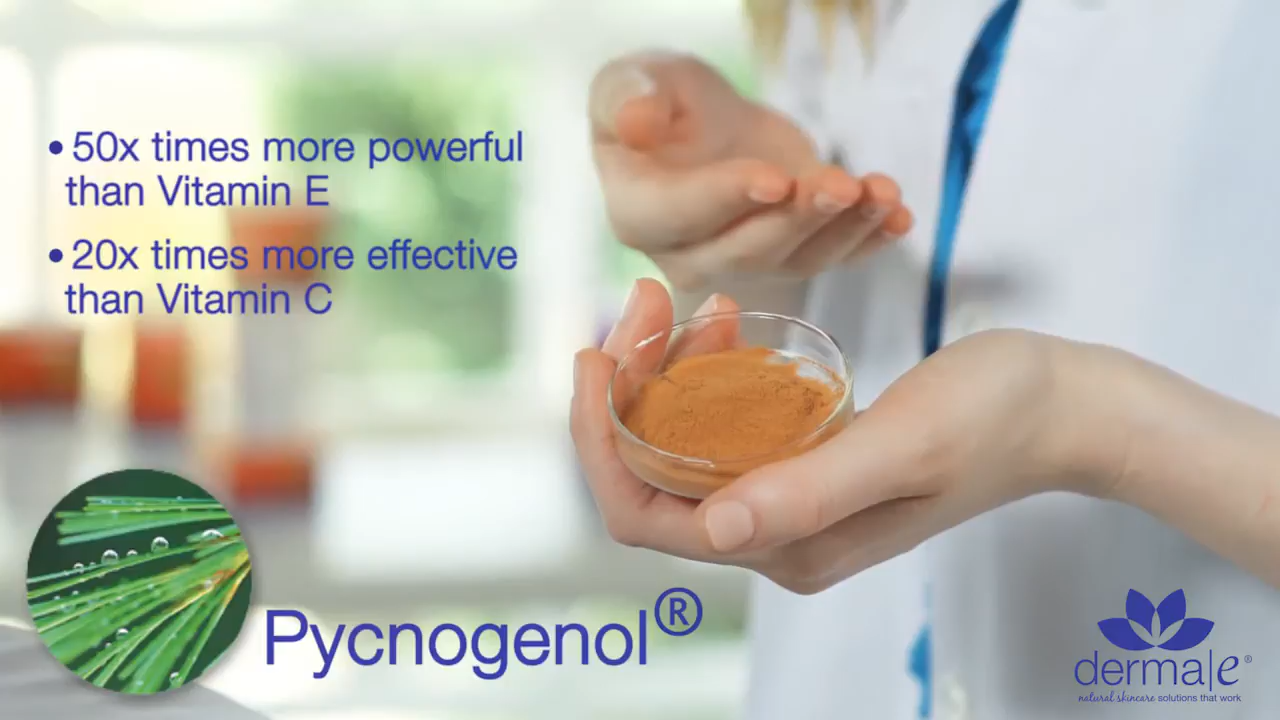 • 50x times more powerful
than Vitamin E
• 20x times more effective
than Vitamin C
Pycnogenol®
derma|e®
natural skincare solutions that work